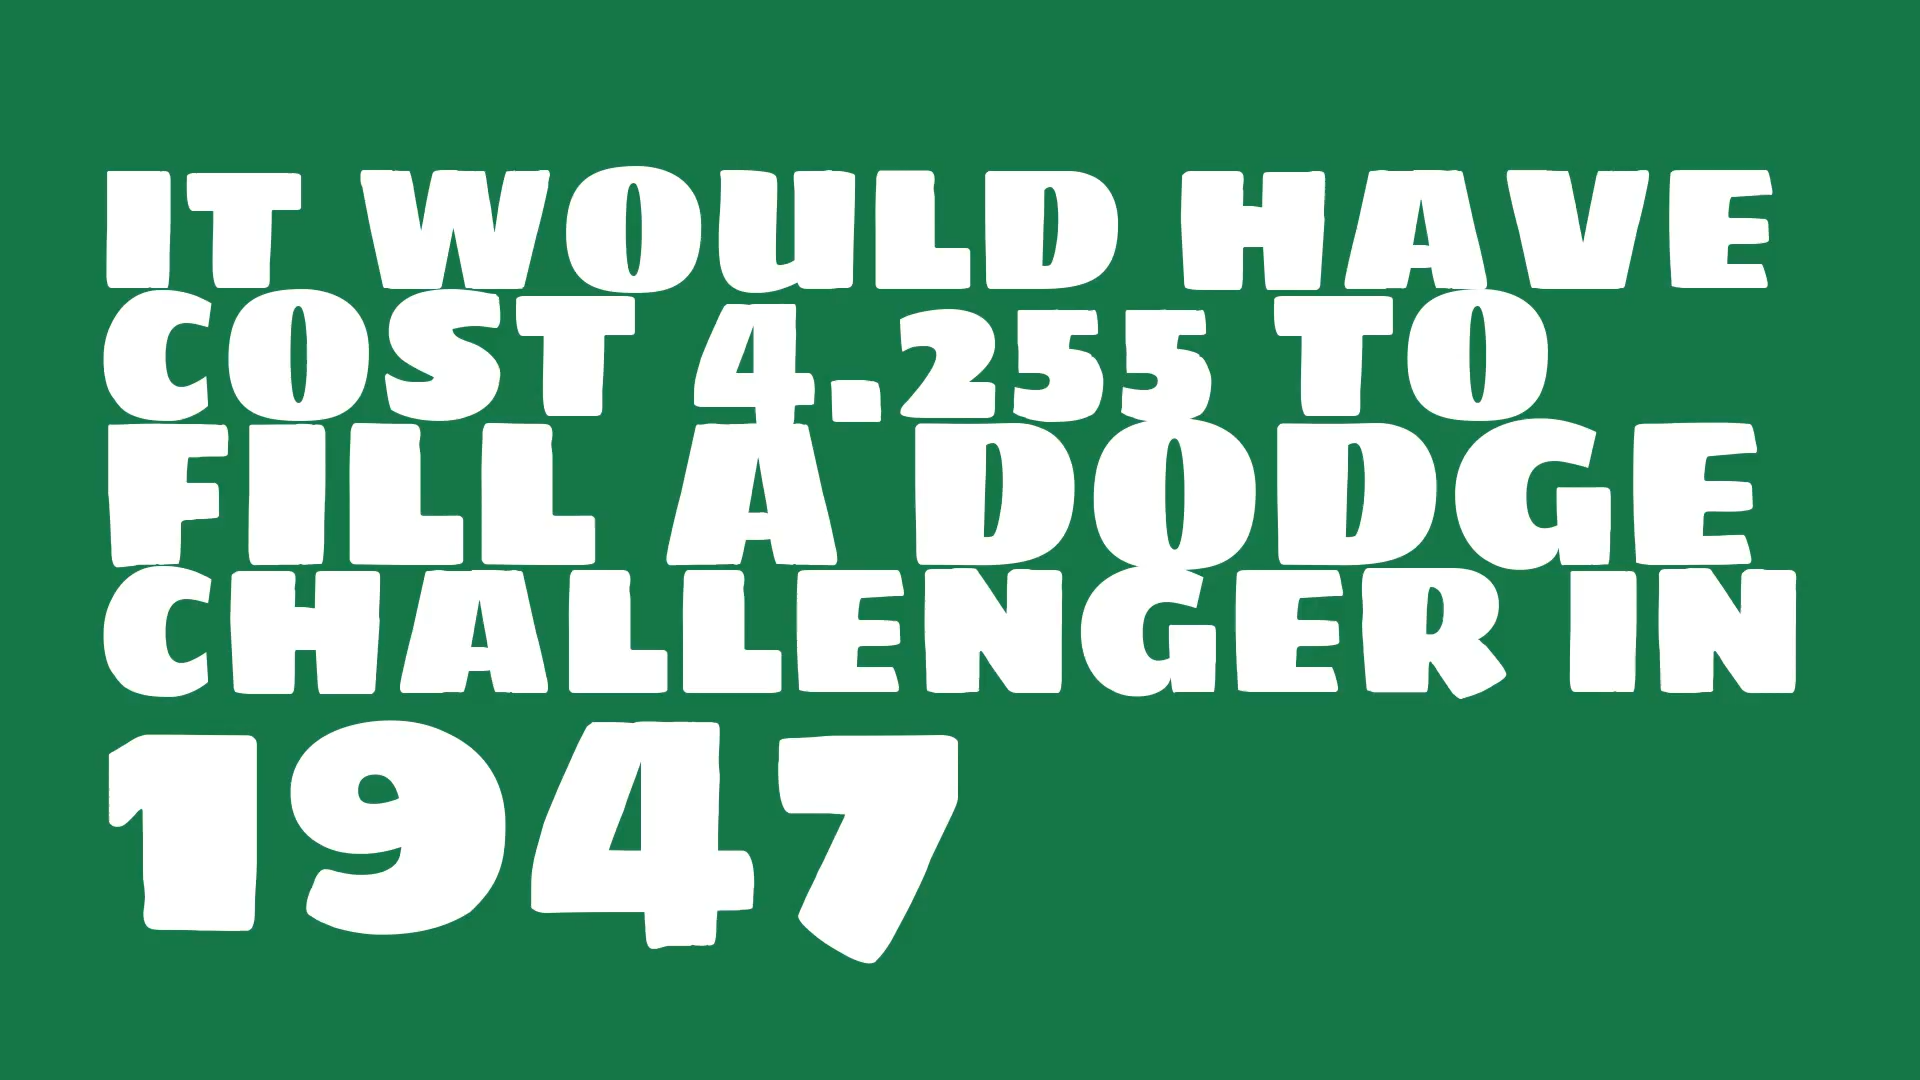 IT WOULD HAVE
COST 4.255 TO
FILL A DODGE
CHALLENGER IN
1947